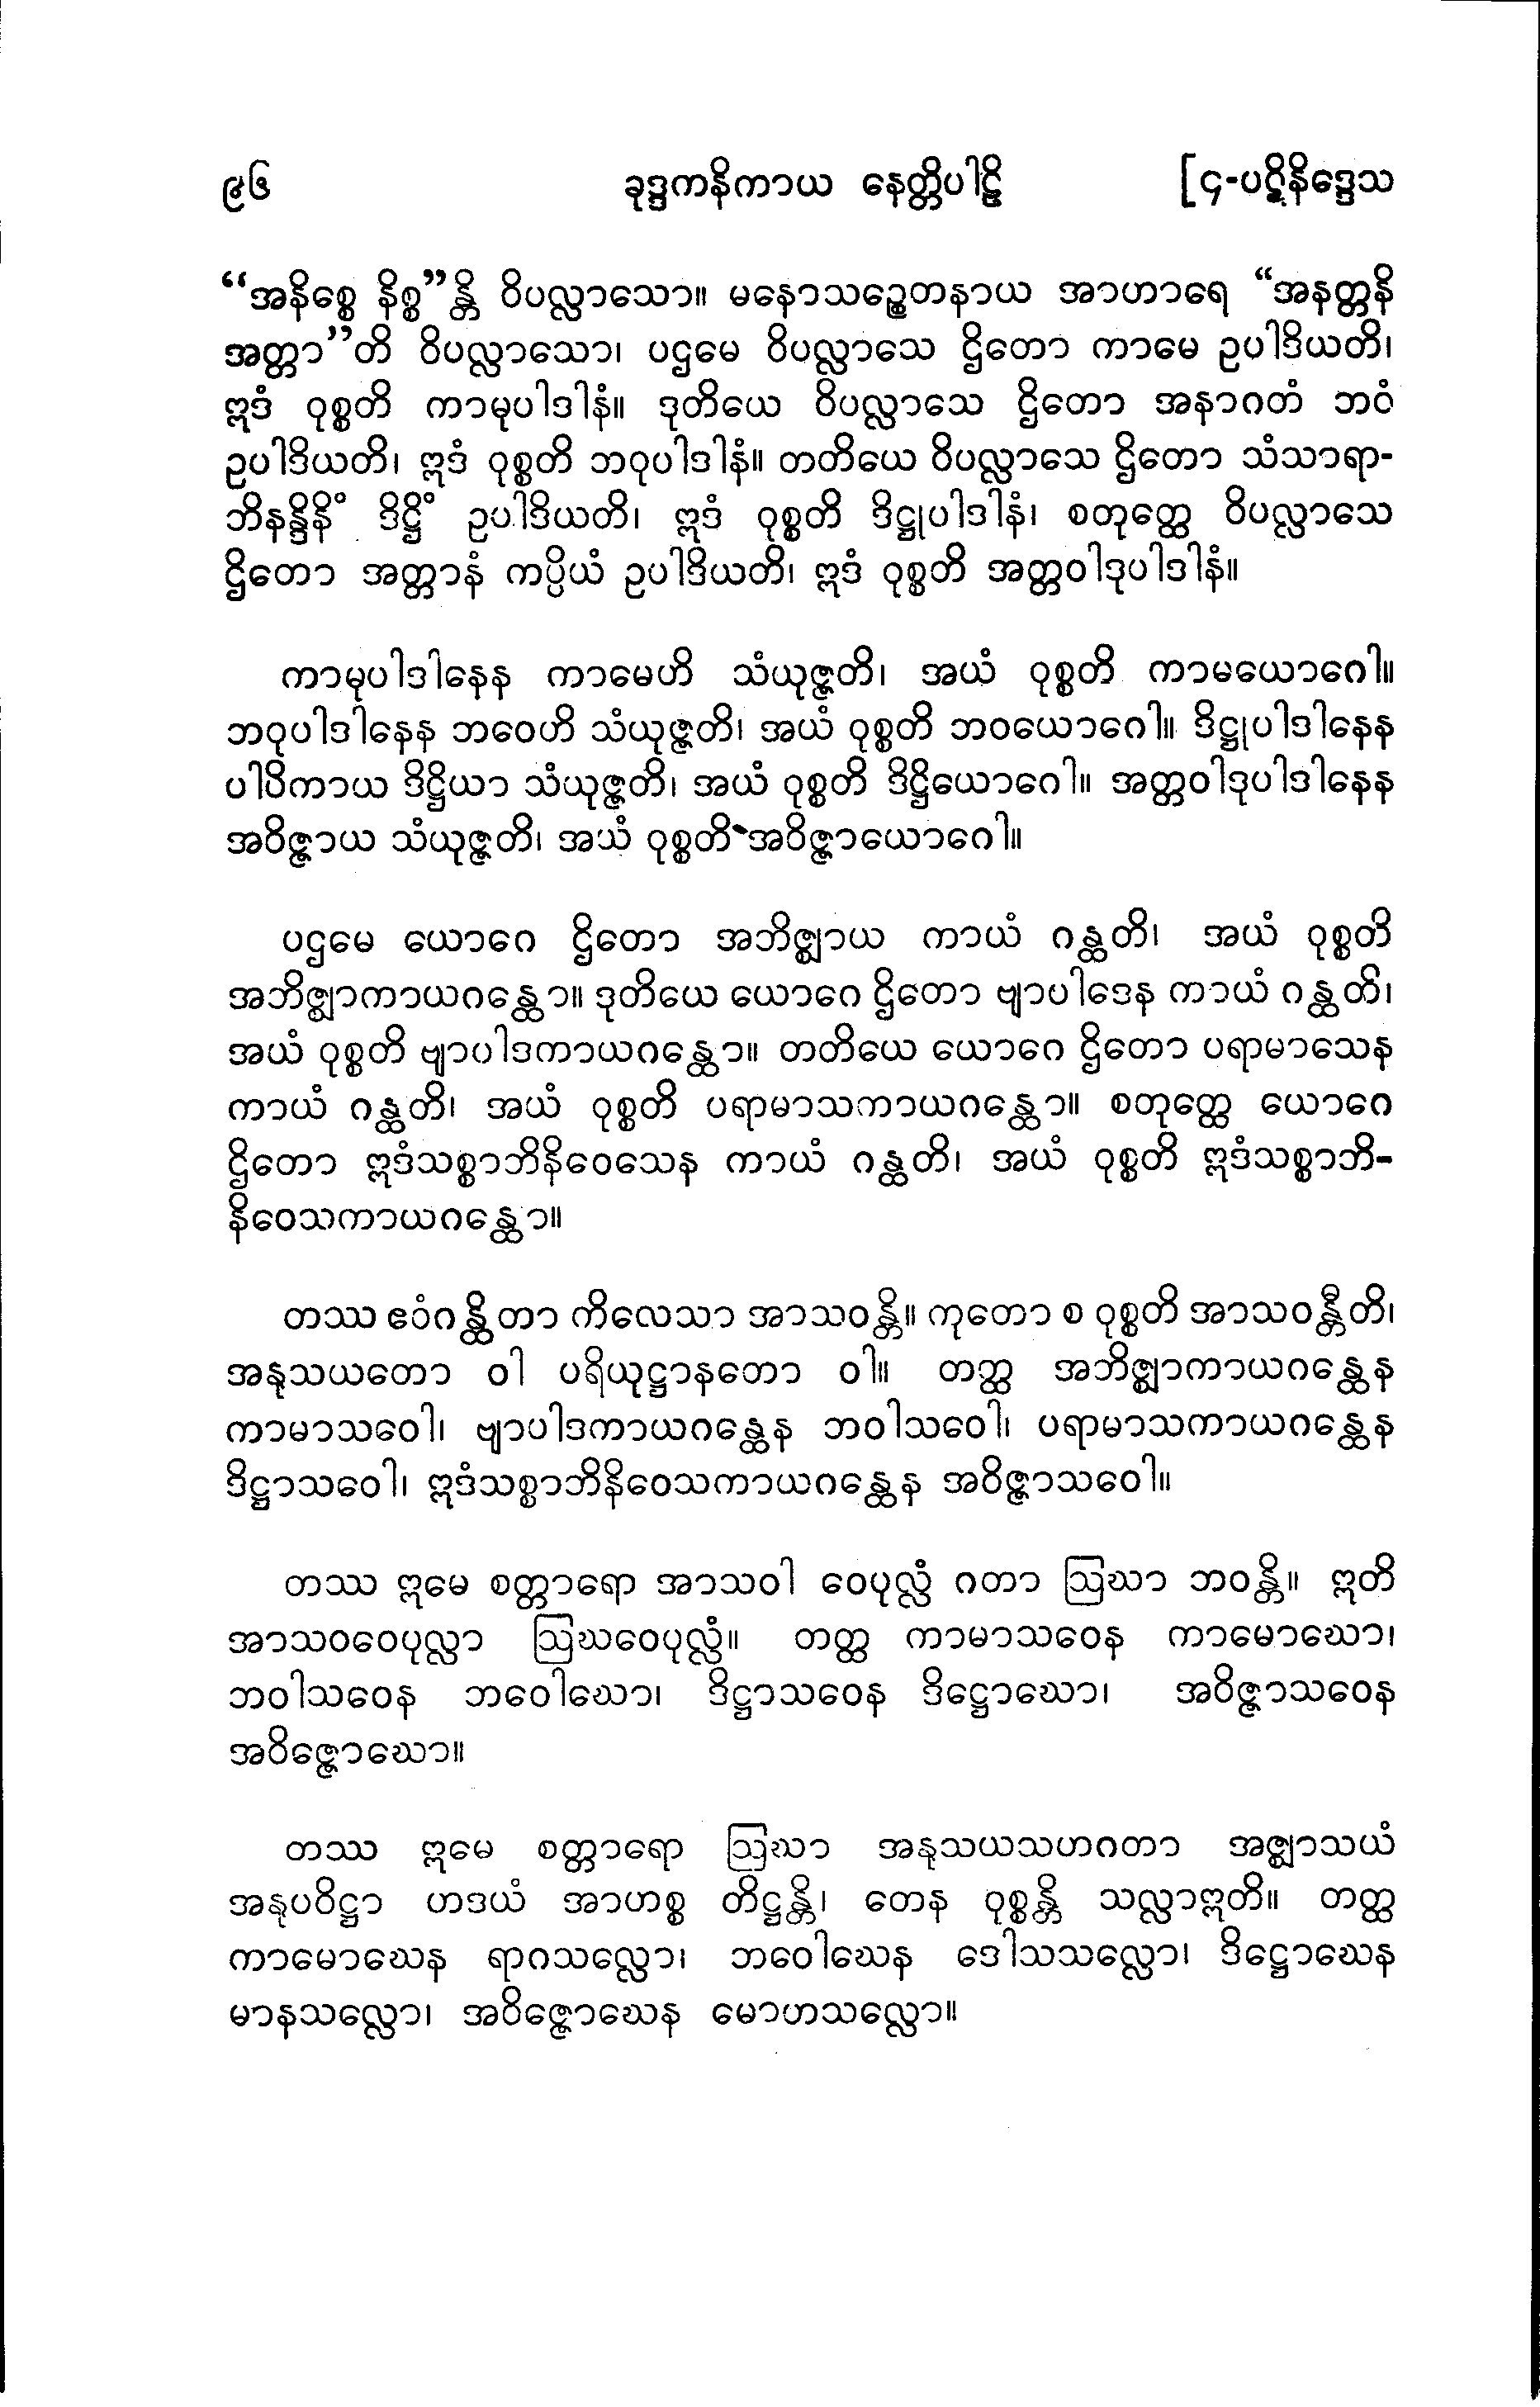 ၉၆ ခုဒ္ဒကနိကာယ နေတ္တိပါဠိ [၄-ပဋိနိဒ္ဒေသ
“အနိစ္စေ နိစ္စ”န္တိ ဝိပလ္လာသော။ မနောသဉ္စေတနာယ အာဟာရေ “အနတ္တနိ
အတ္တာ”တိ ဝိပလ္လာသော၊ ပဌမေ ဝိပလ္လာသေ ဌိတော ကာမေ ဥပါဒိယတိ၊
ဣဒံ ဝုစ္စတိ ကာမုပါဒါနံ။ ဒုတိယေ ဝိပလ္လာသေ ဌိတော အနာဂတံ ဘဝံ
ဥပါဒိယတိ၊ ဣဒံ ဝုစ္စတိ ဘဝုပါဒါနံ။ တတိယေ ဝိပလ္လာသေ ဌိတော သံသာရာ-
ဘိနန္ဒိနိံ ဒိဋ္ဌိံ ဥပါဒိယတိ၊ ဣဒံ ဝုစ္စတိ ဒိဋ္ဌုပါဒါနံ၊ စတုတ္ထေ ဝိပလ္လာသေ
ဌိတော အတ္တာနံ ကပ္ပိယံ ဥပါဒိယတိ၊ ဣဒံ ဝုစ္စတိ အတ္တဝါဒုပါဒါနံ။
ကာမုပါဒါနေန ကာမေဟိ သံယုဇ္ဇတိ၊ အယံ ဝုစ္စတိ ကာမယောဂေါ။
ဘဝုပါဒါနေန ဘဝေဟိ သံယုဇ္ဇတိ၊ အယံ ဝုစ္စတိ ဘဝယောဂေါ။ ဒိဋ္ဌုပါဒါနေန
ပါပိကာယ ဒိဋ္ဌိယာ သံယုဇ္ဇတိ၊ အယံ ဝုစ္စတိ ဒိဋ္ဌိယောဂေါ။ အတ္တဝါဒုပါဒါနေန
အဝိဇ္ဇာယ သံယုဇ္ဇတိ၊ အယံ ဝုစ္စတိ အဝိဇ္ဇာယောဂေါ။
ပဌမေ ယောဂေ ဌိတော အဘိဇ္ဈာယ ကာယံ ဂန္ထတိ၊ အယံ ဝုစ္စတိ
အဘိဇ္ဈာကာယဂန္ထော။ ဒုတိယေ ယောဂေ ဌိတော ဗျာပါဒေန ကာယံ ဂန္ထတိ၊
အယံ ဝုစ္စတိ ဗျာပါဒကာယဂန္ထော။ တတိယေ ယောဂေ ဌိတော ပရာမာသေန
ကာယံ ဂန္ထတိ၊ အယံ ဝုစ္စတိ ပရာမာသကာယဂန္ထော။ စတုတ္ထေ ယောဂေ
ဌိတော ဣဒံသစ္စာဘိနိဝေသေန ကာယံ ဂန္ထတိ၊ အယံ ဝုစ္စတိ ဣဒံသစ္စာဘိ-
နိဝေသကာယဂန္ထော။
တဿ ဧဝံဂန္ထိတာ ကိလေသာ အာသဝန္တိ။ ကုတော စ ဝုစ္စတိ အာသဝန္တီတိ၊
အနုသယတော ဝါ ပရိယုဋ္ဌာနတော ဝါ။ တတ္ထ အဘိဇ္ဈာကာယဂန္ထေန
ကာမာသဝေါ၊ ဗျာပါဒကာယဂန္ထေန ဘဝါသဝေါ၊ ပရာမာသကာယဂန္ထေန
ဒိဋ္ဌာသဝေါ၊ ဣဒံသစ္စာဘိနိဝေသကာယဂန္ထေန အဝိဇ္ဇာသဝေါ။
တဿ ဣမေ စတ္တာရော အာသဝါ ဝေပုလ္လံ ဂတာ ဩဃာ ဘဝန္တိ။ ဣတိ
အာသဝဝေပုလ္လာ ဩဃဝေပုလ္လံ။ တတ္ထ ကာမာသဝေန ကာမောဃော၊
ဘဝါသဝေန ဘဝေါဃော၊ ဒိဋ္ဌာသဝေန ဒိဋ္ဌောဃော၊ အဝိဇ္ဇာသဝေန
အဝိဇ္ဇောဃော။
တဿ ဣမေ စတ္တာရော ဩဃာ အနုသယသဟဂတာ အဇ္ဈာသယံ
အနုပဝိဋ္ဌာ ဟဒယံ အာဟစ္စ တိဋ္ဌန္တိ၊ တေန ဝုစ္စန္တိ သလ္လာဣတိ။ တတ္ထ
ကာမောဃေန ရာဂသလ္လော၊ ဘဝေါဃေန ဒေါသသလ္လော၊ ဒိဋ္ဌောဃေန
မာနသလ္လော၊ အဝိဇ္ဇောဃေန မောဟသလ္လော။